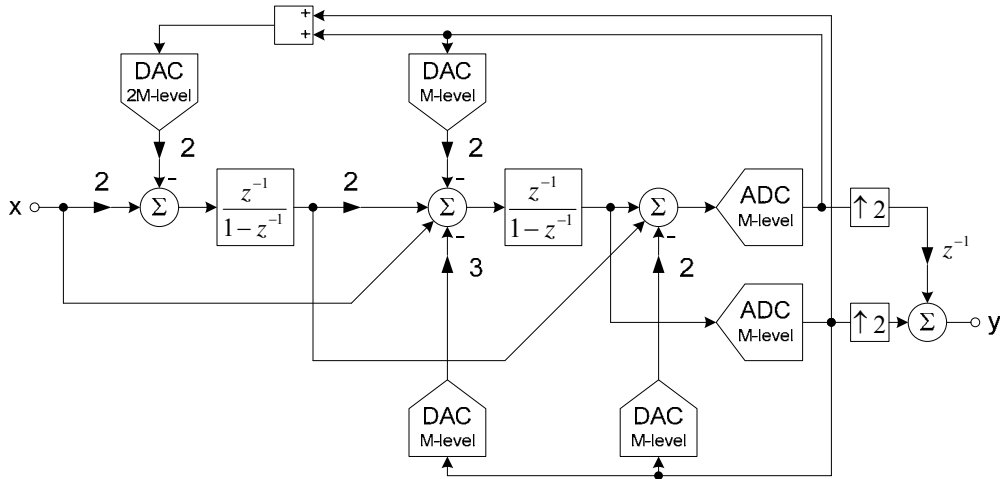 +
+
DAC
2M-level
DAC
M-level
2
2
-
-
2
2
x
Σ
z⁻¹
1 − z⁻¹
Σ
z⁻¹
1 − z⁻¹
Σ
ADC
M-level
↑ 2
z⁻¹
-
-
3
2
ADC
M-level
↑ 2
Σ
y
DAC
M-level
DAC
M-level